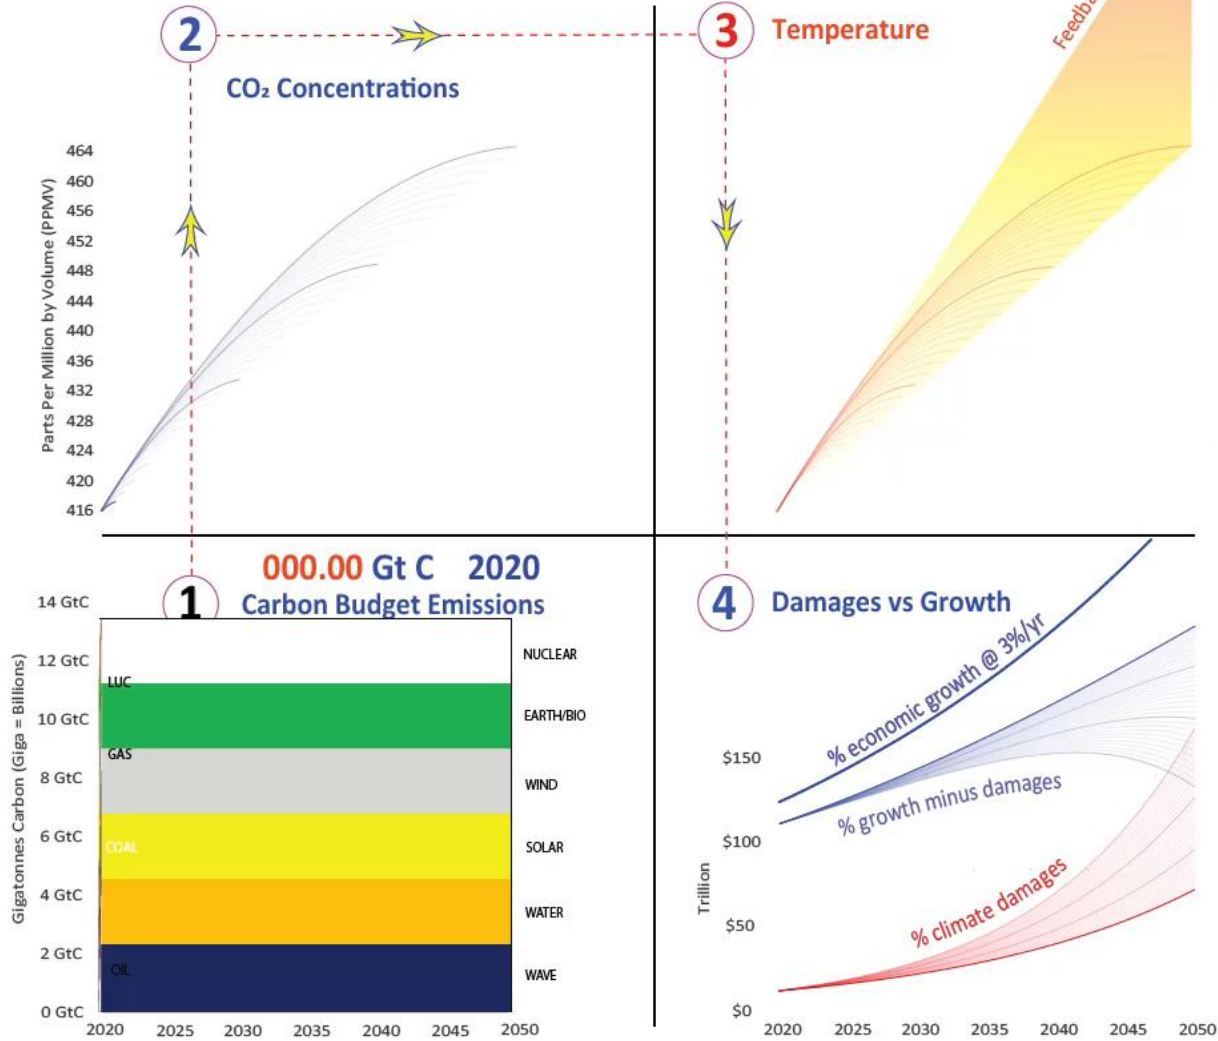 2
CO₂ Concentrations
Parts Per Million by Volume (PPMV)
464
460
456
452
448
444
440
436
432
428
424
420
416
3
Temperature
Feedba
000.00 Gt C 2020
1
Carbon Budget Emissions
Gigatonnes Carbon (Giga = Billions)
14 GtC
12 GtC
10 GtC
8 GtC
6 GtC
4 GtC
2 GtC
0 GtC
LUC
GAS
COAL
OIL
NUCLEAR
EARTH/BIO
WIND
SOLAR
WATER
WAVE
2020 2025 2030 2035 2040 2045 2050
4
Damages vs Growth
% economic growth @ 3%/yr
% growth minus damages
% climate damages
Trillion
$150
$100
$50
$0
2020 2025 2030 2035 2040 2045 2050